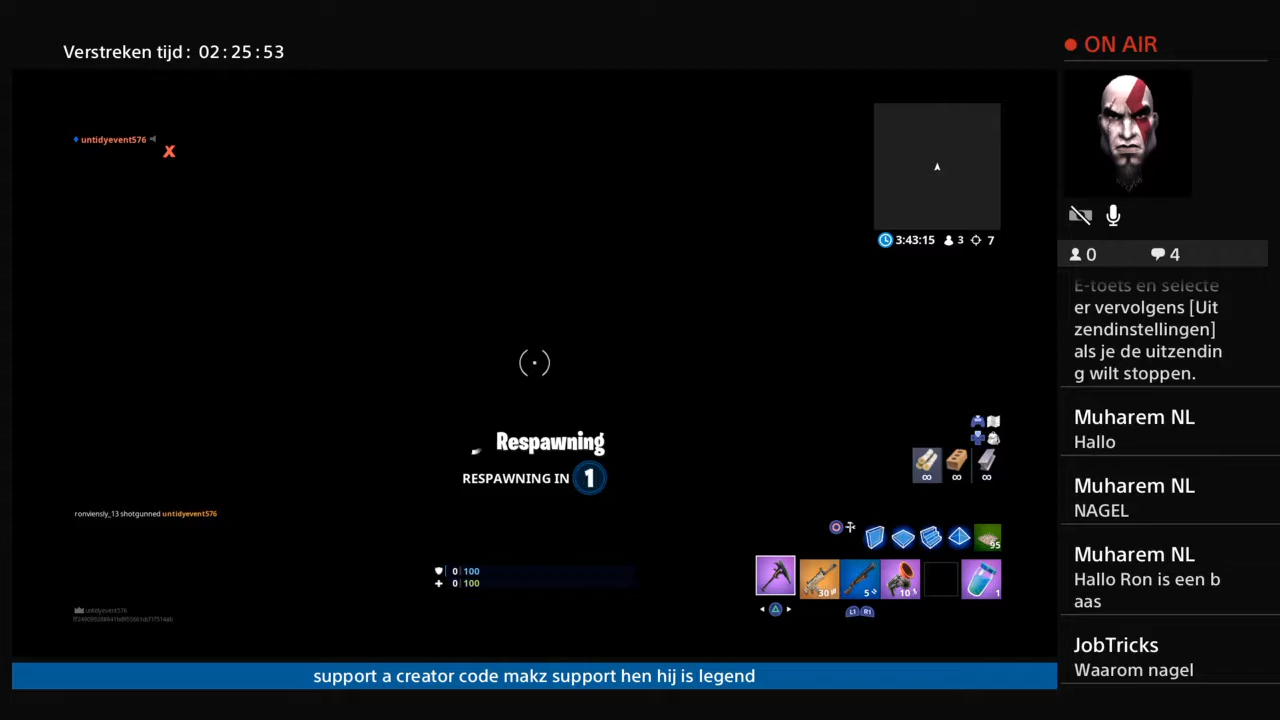 Verstreken tijd: 02:25:53
ON AIR
untidyevent576
X
3:43:15 3 7
0 4
E-toets en selecte
er vervolgens [Uit
zendinstellingen]
als je de uitzendin
g wilt stoppen.
Muharem NL
Hallo
Muharem NL
NAGEL
Muharem NL
Hallo Ron is een b
aas
JobTricks
Waarom nagel
Respawning
RESPAWNING IN 1
∞ ∞ ∞
ronviensly_13 shotgunned untidyevent576
95
0 | 100
0 | 100
30 5 10 1
L1 R1
untidyevent576
support a creator code makz support hen hij is legend